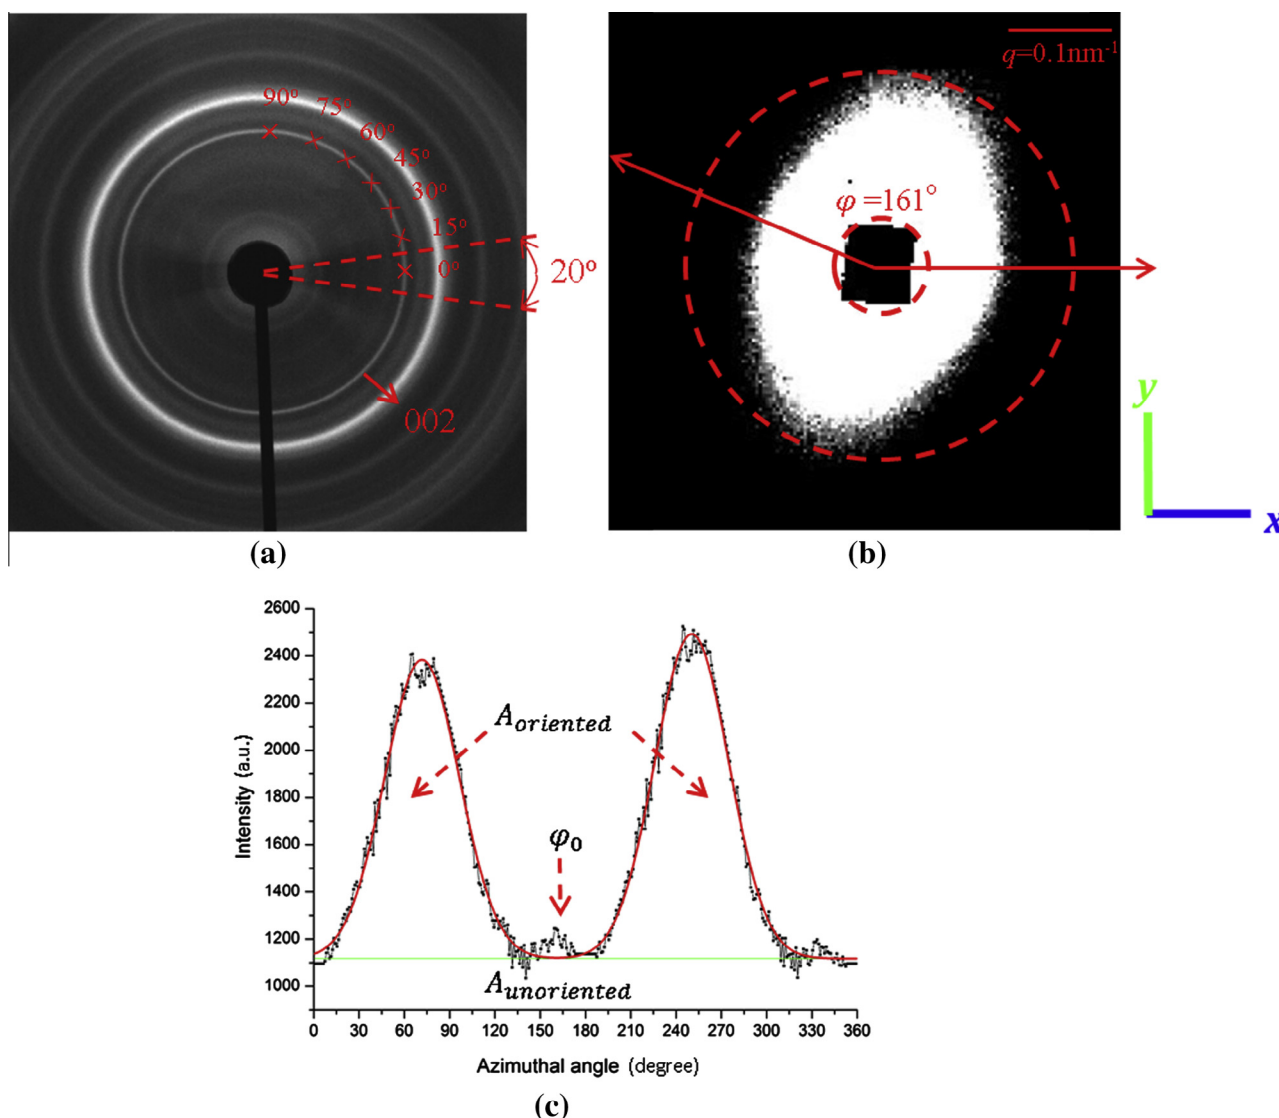 90°
75°
60°
45°
30°
15°
0°
20°
002
(a)
q=0.1nm⁻¹
φ =161°
y
x
(b)
2600
2400
2200
2000
1800
1600
1400
1200
1000
Intensity (a.u.)
A_oriented
φ₀
A_unoriented
0 30 60 90 120 150 180 210 240 270 300 330 360
Azimuthal angle (degree)
(c)